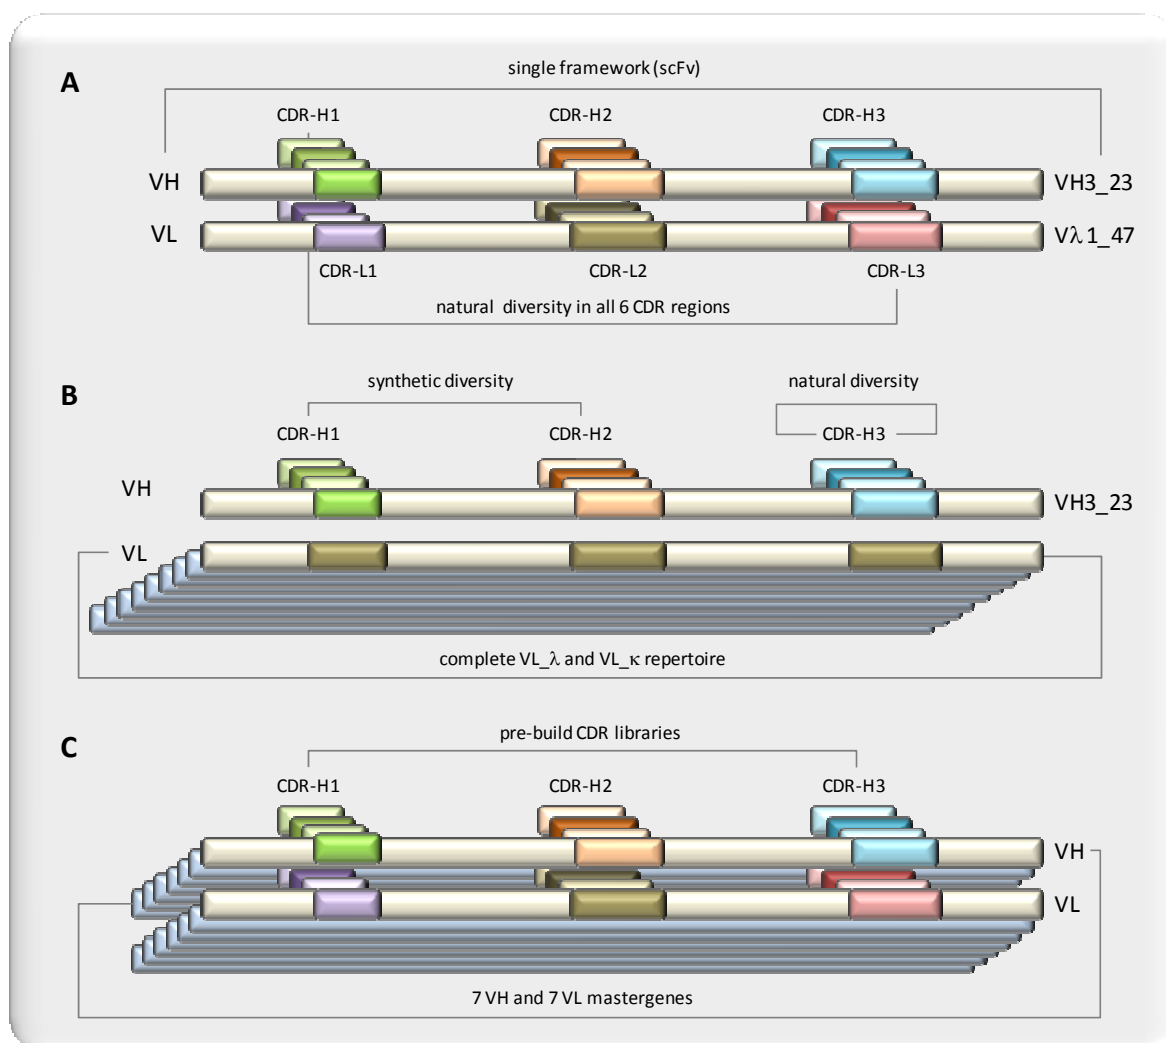 A
single framework (scFv)
CDR-H1 CDR-H2 CDR-H3
VH VH3_23
VL Vλ1_47
CDR-L1 CDR-L2 CDR-L3
natural diversity in all 6 CDR regions
B
synthetic diversity natural diversity
CDR-H1 CDR-H2 CDR-H3
VH VH3_23
VL
complete VL_λ and VL_κ repertoire
C
pre-build CDR libraries
CDR-H1 CDR-H2 CDR-H3
VH
VL
7 VH and 7 VL mastergenes